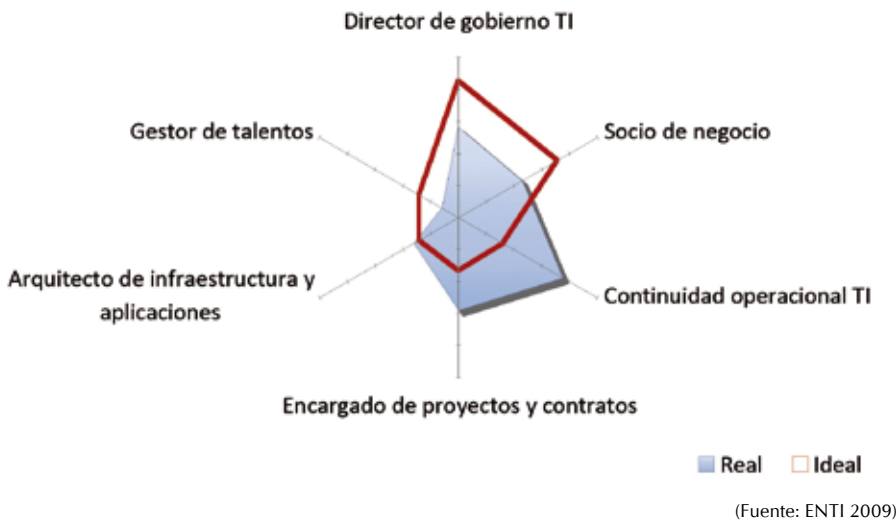 Director de gobierno TI
Gestor de talentos
Socio de negocio
Arquitecto de infraestructura y
aplicaciones
Continuidad operacional TI
Encargado de proyectos y contratos
Real
Ideal
(Fuente: ENTI 2009)